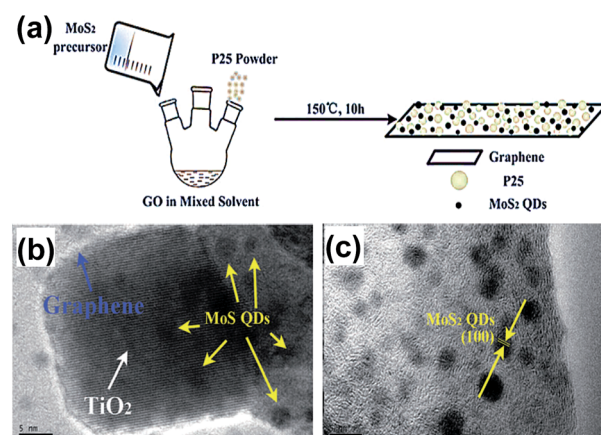 (a)
MoS2
precursor
P25 Powder
150℃, 10h
GO in Mixed Solvent
Graphene
P25
MoS2 QDs
(b)
Graphene
MoS QDs
TiO2
5 nm
(c)
MoS2 QDs
(100)